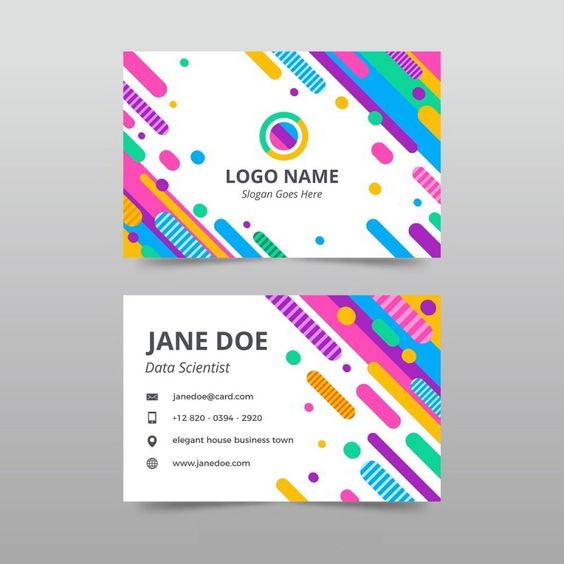 LOGO NAME
Slogan Goes Here
JANE DOE
Data Scientist
janedoe@card.com
+12 820 - 0394 - 2920
elegant house business town
www.janedoe.com